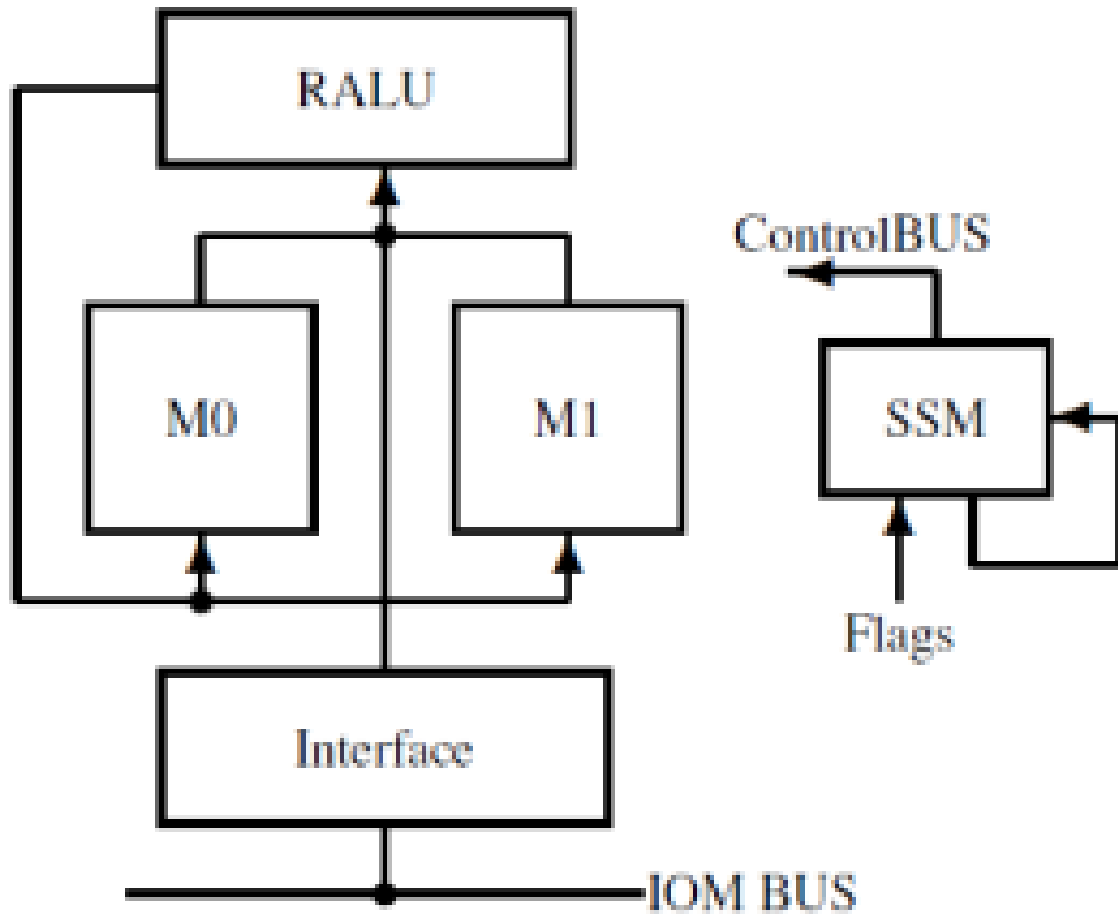 RALU
ControlBUS
M0
M1
SSM
Flags
Interface
IOM BUS